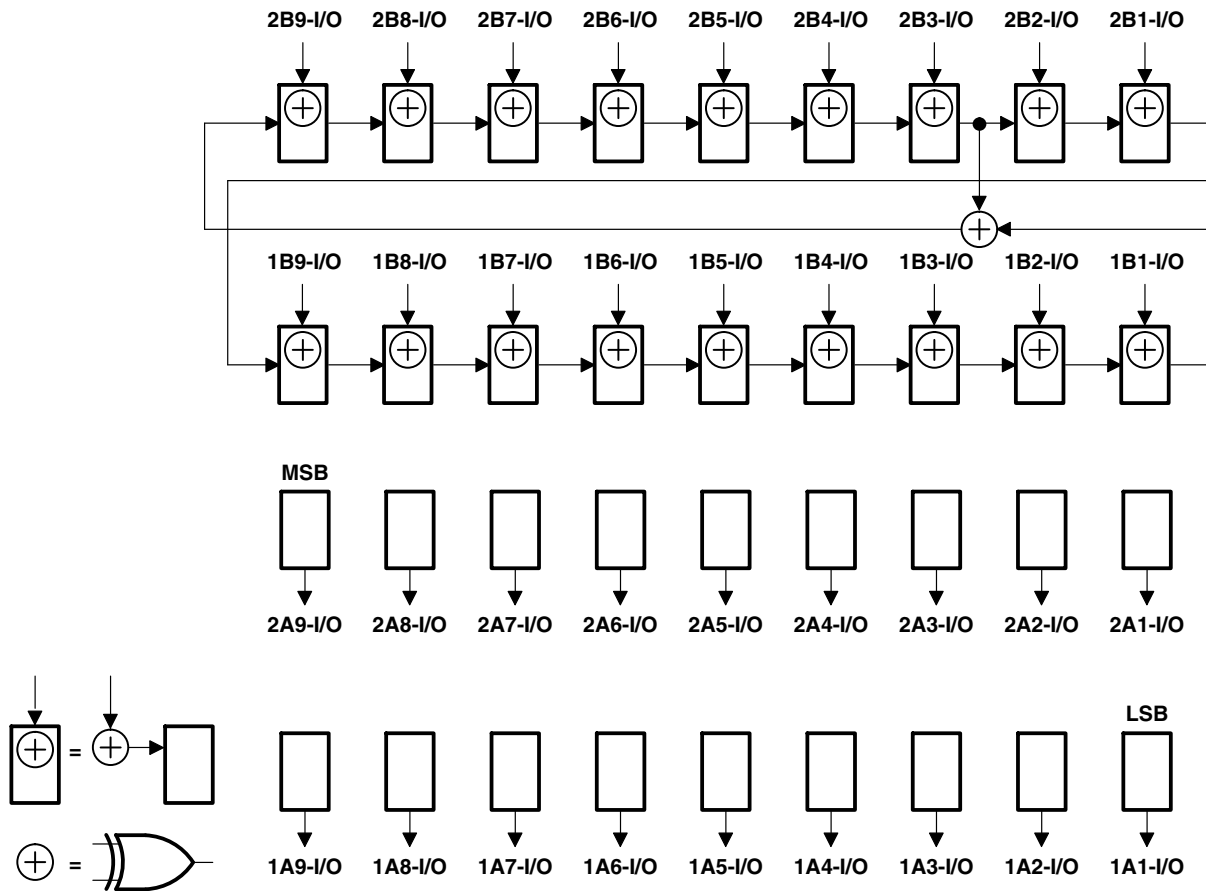 2B9-I/O 2B8-I/O 2B7-I/O 2B6-I/O 2B5-I/O 2B4-I/O 2B3-I/O 2B2-I/O 2B1-I/O
1B9-I/O 1B8-I/O 1B7-I/O 1B6-I/O 1B5-I/O 1B4-I/O 1B3-I/O 1B2-I/O 1B1-I/O
MSB
2A9-I/O 2A8-I/O 2A7-I/O 2A6-I/O 2A5-I/O 2A4-I/O 2A3-I/O 2A2-I/O 2A1-I/O
LSB
=
=
1A9-I/O 1A8-I/O 1A7-I/O 1A6-I/O 1A5-I/O 1A4-I/O 1A3-I/O 1A2-I/O 1A1-I/O